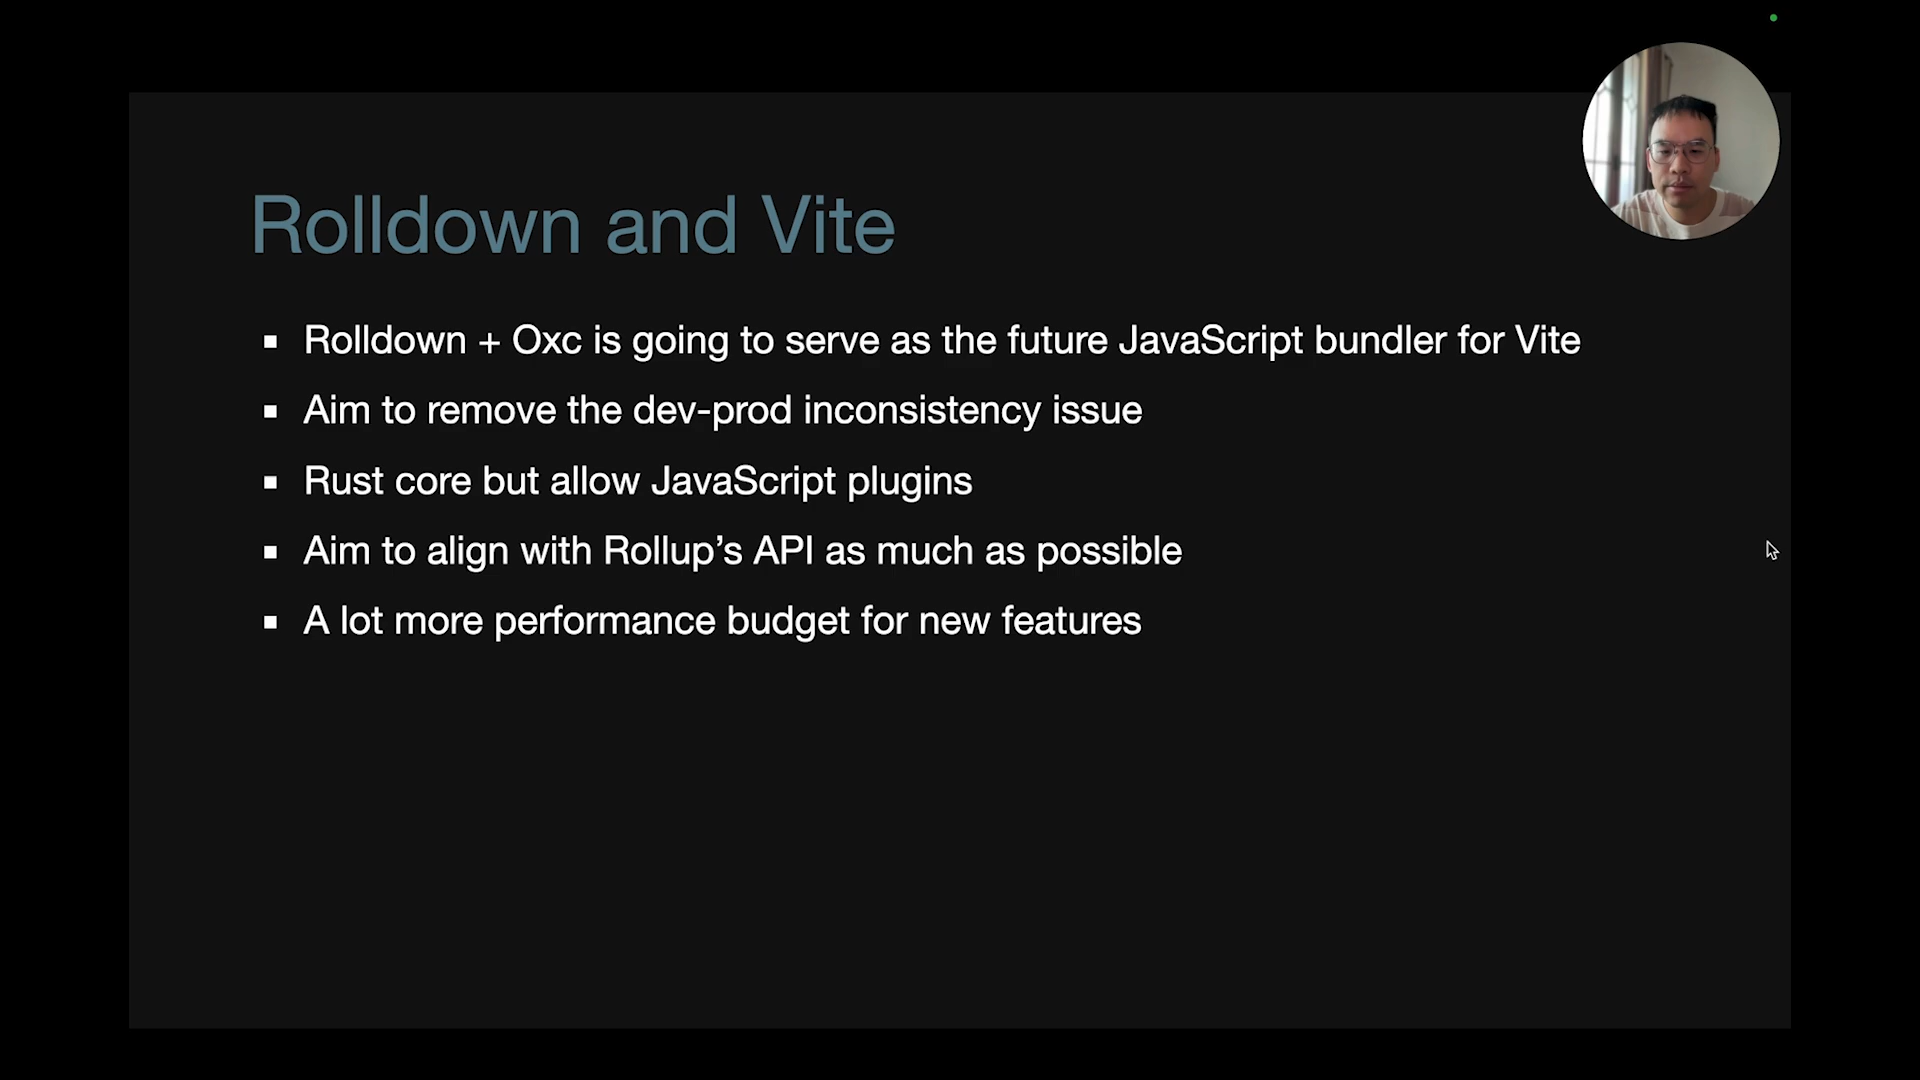 Rolldown and Vite
▪ Rolldown + Oxc is going to serve as the future JavaScript bundler for Vite
▪ Aim to remove the dev-prod inconsistency issue
▪ Rust core but allow JavaScript plugins
▪ Aim to align with Rollup’s API as much as possible
▪ A lot more performance budget for new features